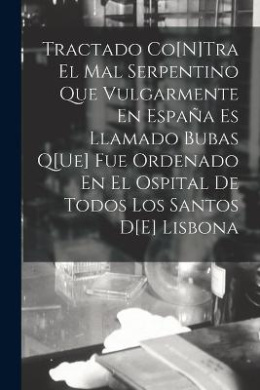 Tractado Co[N]Tra
El Mal Serpentino
Que Vulgarmente
En España Es
Llamado Bubas
Q[Ue] Fue Ordenado
En El Ospital De
Todos Los Santos
D[E] Lisbona